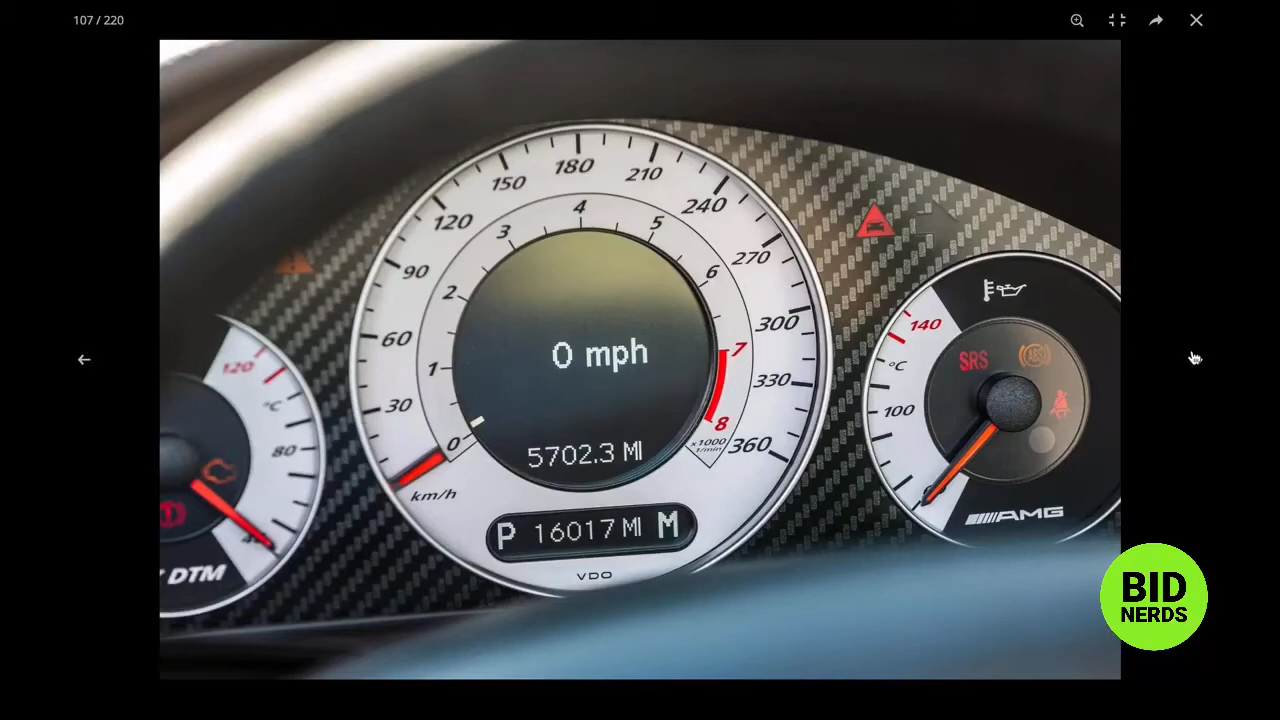 107 / 220
180
150
210
120
240
4
3
5
90
270
2
6
60
300
140
0 mph
7
SRS
ABS
120
°C
1
°C
330
30
100
8
0
x1000
1/min
360
80
5702.3 MI
km/h
AMG
P 16017 MI M
DTM
VDO
BID
NERDS